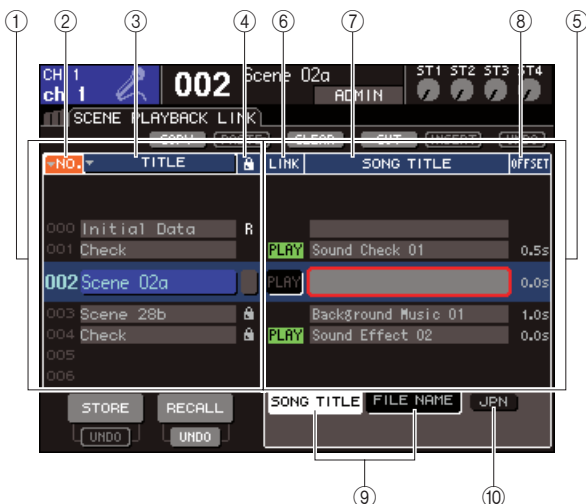 ① ② ③ ④ ⑥ ⑦ ⑧ ⑤
CH 1
ch 1
002
Scene 02a
ADMIN
ST1 ST2 ST3 ST4
SCENE PLAYBACK LINK
COPY PASTE CLEAR CUT INSERT UNDO
NO. TITLE LINK SONG TITLE OFFSET
000 Initial Data R
001 Check PLAY Sound Check 01 0.5s
002 Scene 02a PLAY 0.0s
003 Scene 28b Background Music 01 1.0s
004 Check PLAY Sound Effect 02 0.0s
005
006
STORE RECALL SONG TITLE FILE NAME JPN
UNDO UNDO
⑨ ⑩